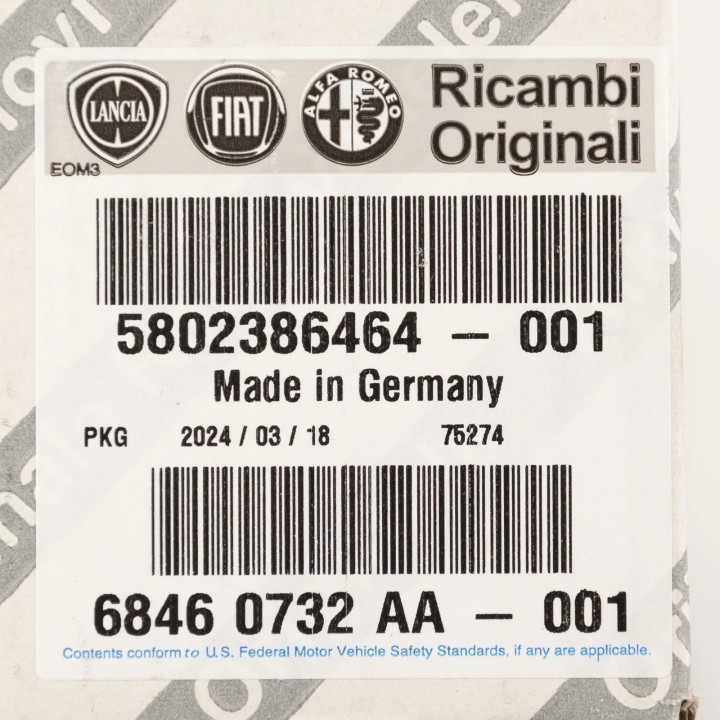 LANCIA
FIAT
ALFA ROMEO
Ricambi
Originali
EOM3
5802386464 – 001
Made in Germany
PKG 2024 / 03 / 18 75274
6846 0732 AA – 001
Contents conform to U.S. Federal Motor Vehicle Safety Standards, if any are applicable.